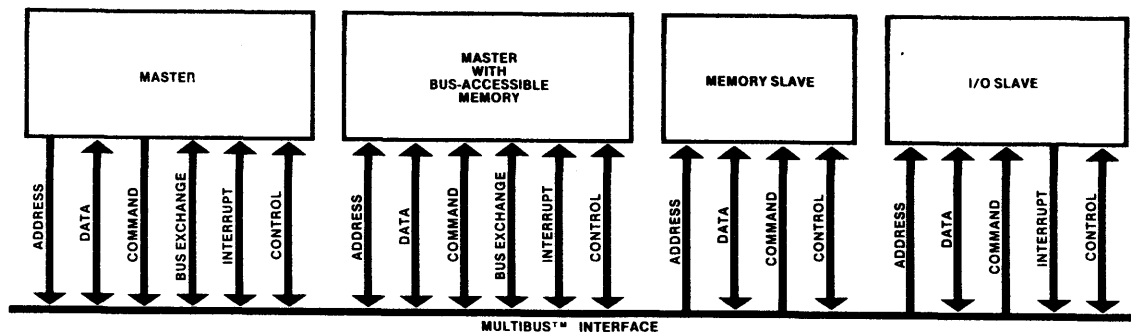 MASTER
MASTER
WITH
BUS-ACCESSIBLE
MEMORY
MEMORY SLAVE
I/O SLAVE
ADDRESS
DATA
COMMAND
BUS EXCHANGE
INTERRUPT
CONTROL
ADDRESS
DATA
COMMAND
BUS EXCHANGE
INTERRUPT
CONTROL
ADDRESS
DATA
COMMAND
CONTROL
ADDRESS
DATA
COMMAND
INTERRUPT
CONTROL
MULTIBUS™ INTERFACE